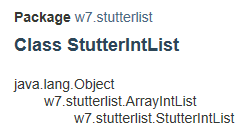 Package w7.stutterlist
Class StutterIntList
java.lang.Object
w7.stutterlist.ArrayIntList
w7.stutterlist.StutterIntList